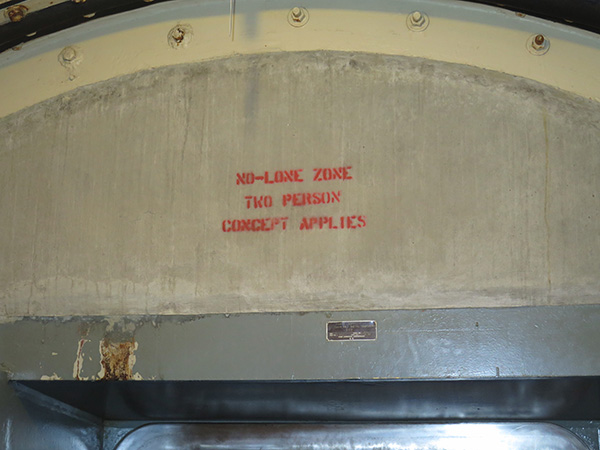 NO-LONE ZONE
TWO PERSON
CONCEPT APPLIES